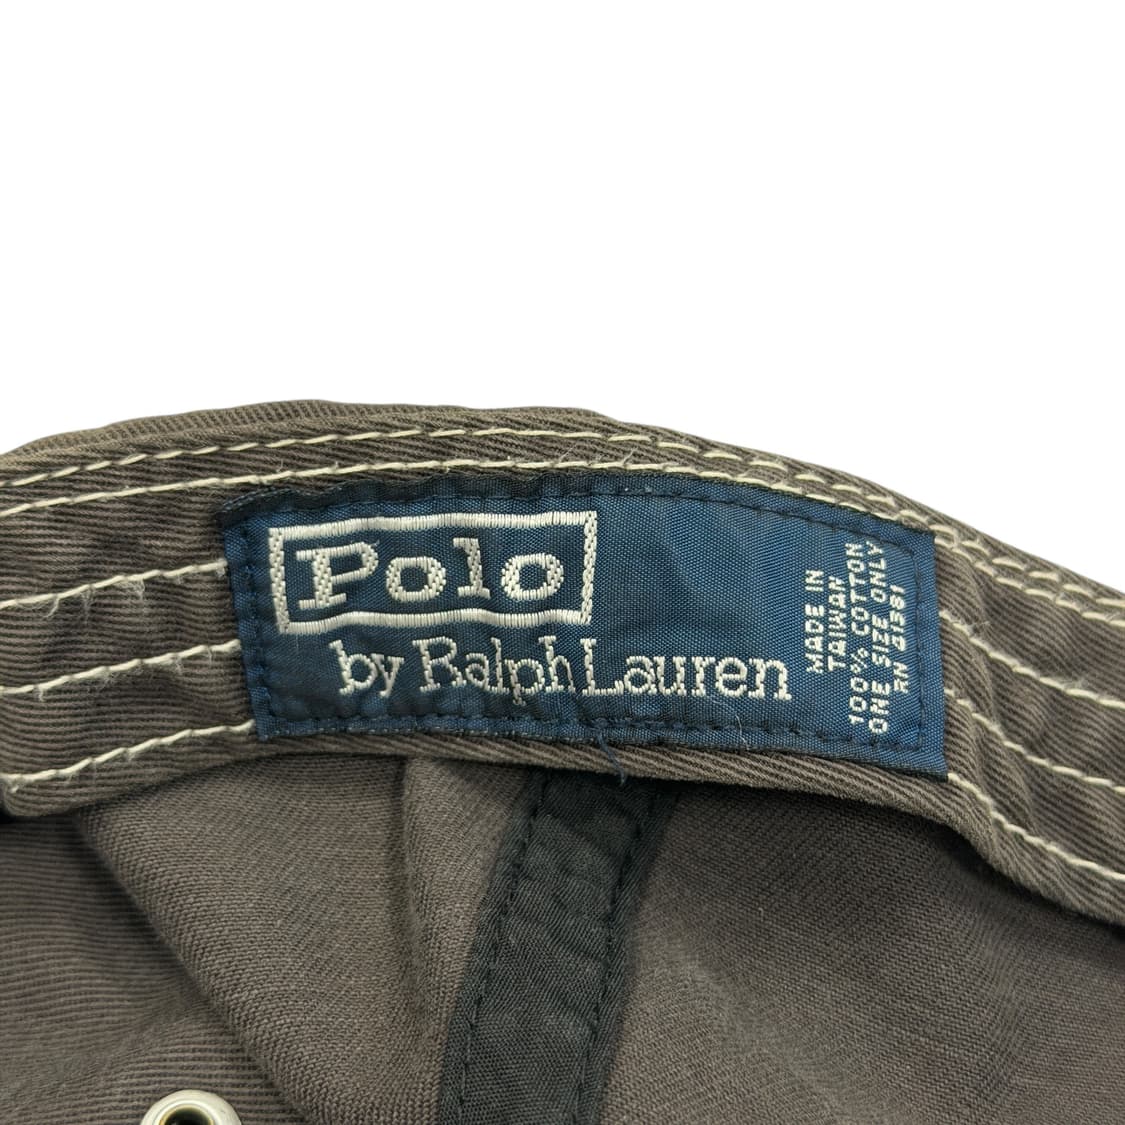 Polo
by Ralph Lauren
MADE IN
TAIWAN
100% COTTON
ONE SIZE ONLY
RN 41381